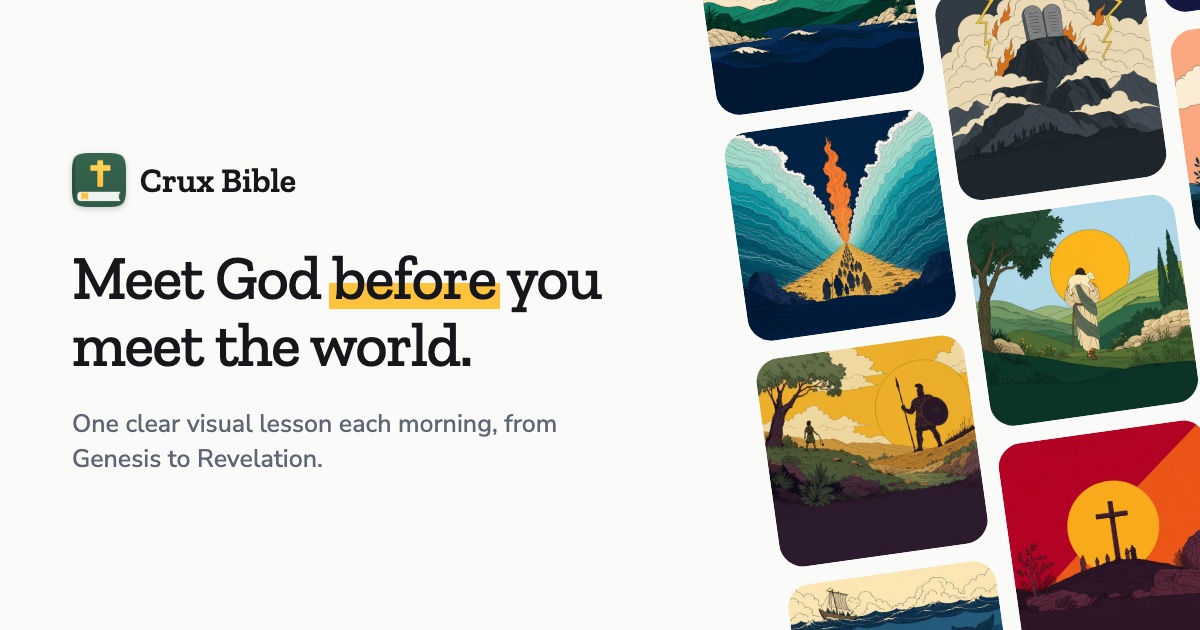 Crux Bible
Meet God before you
meet the world.
One clear visual lesson each morning, from
Genesis to Revelation.